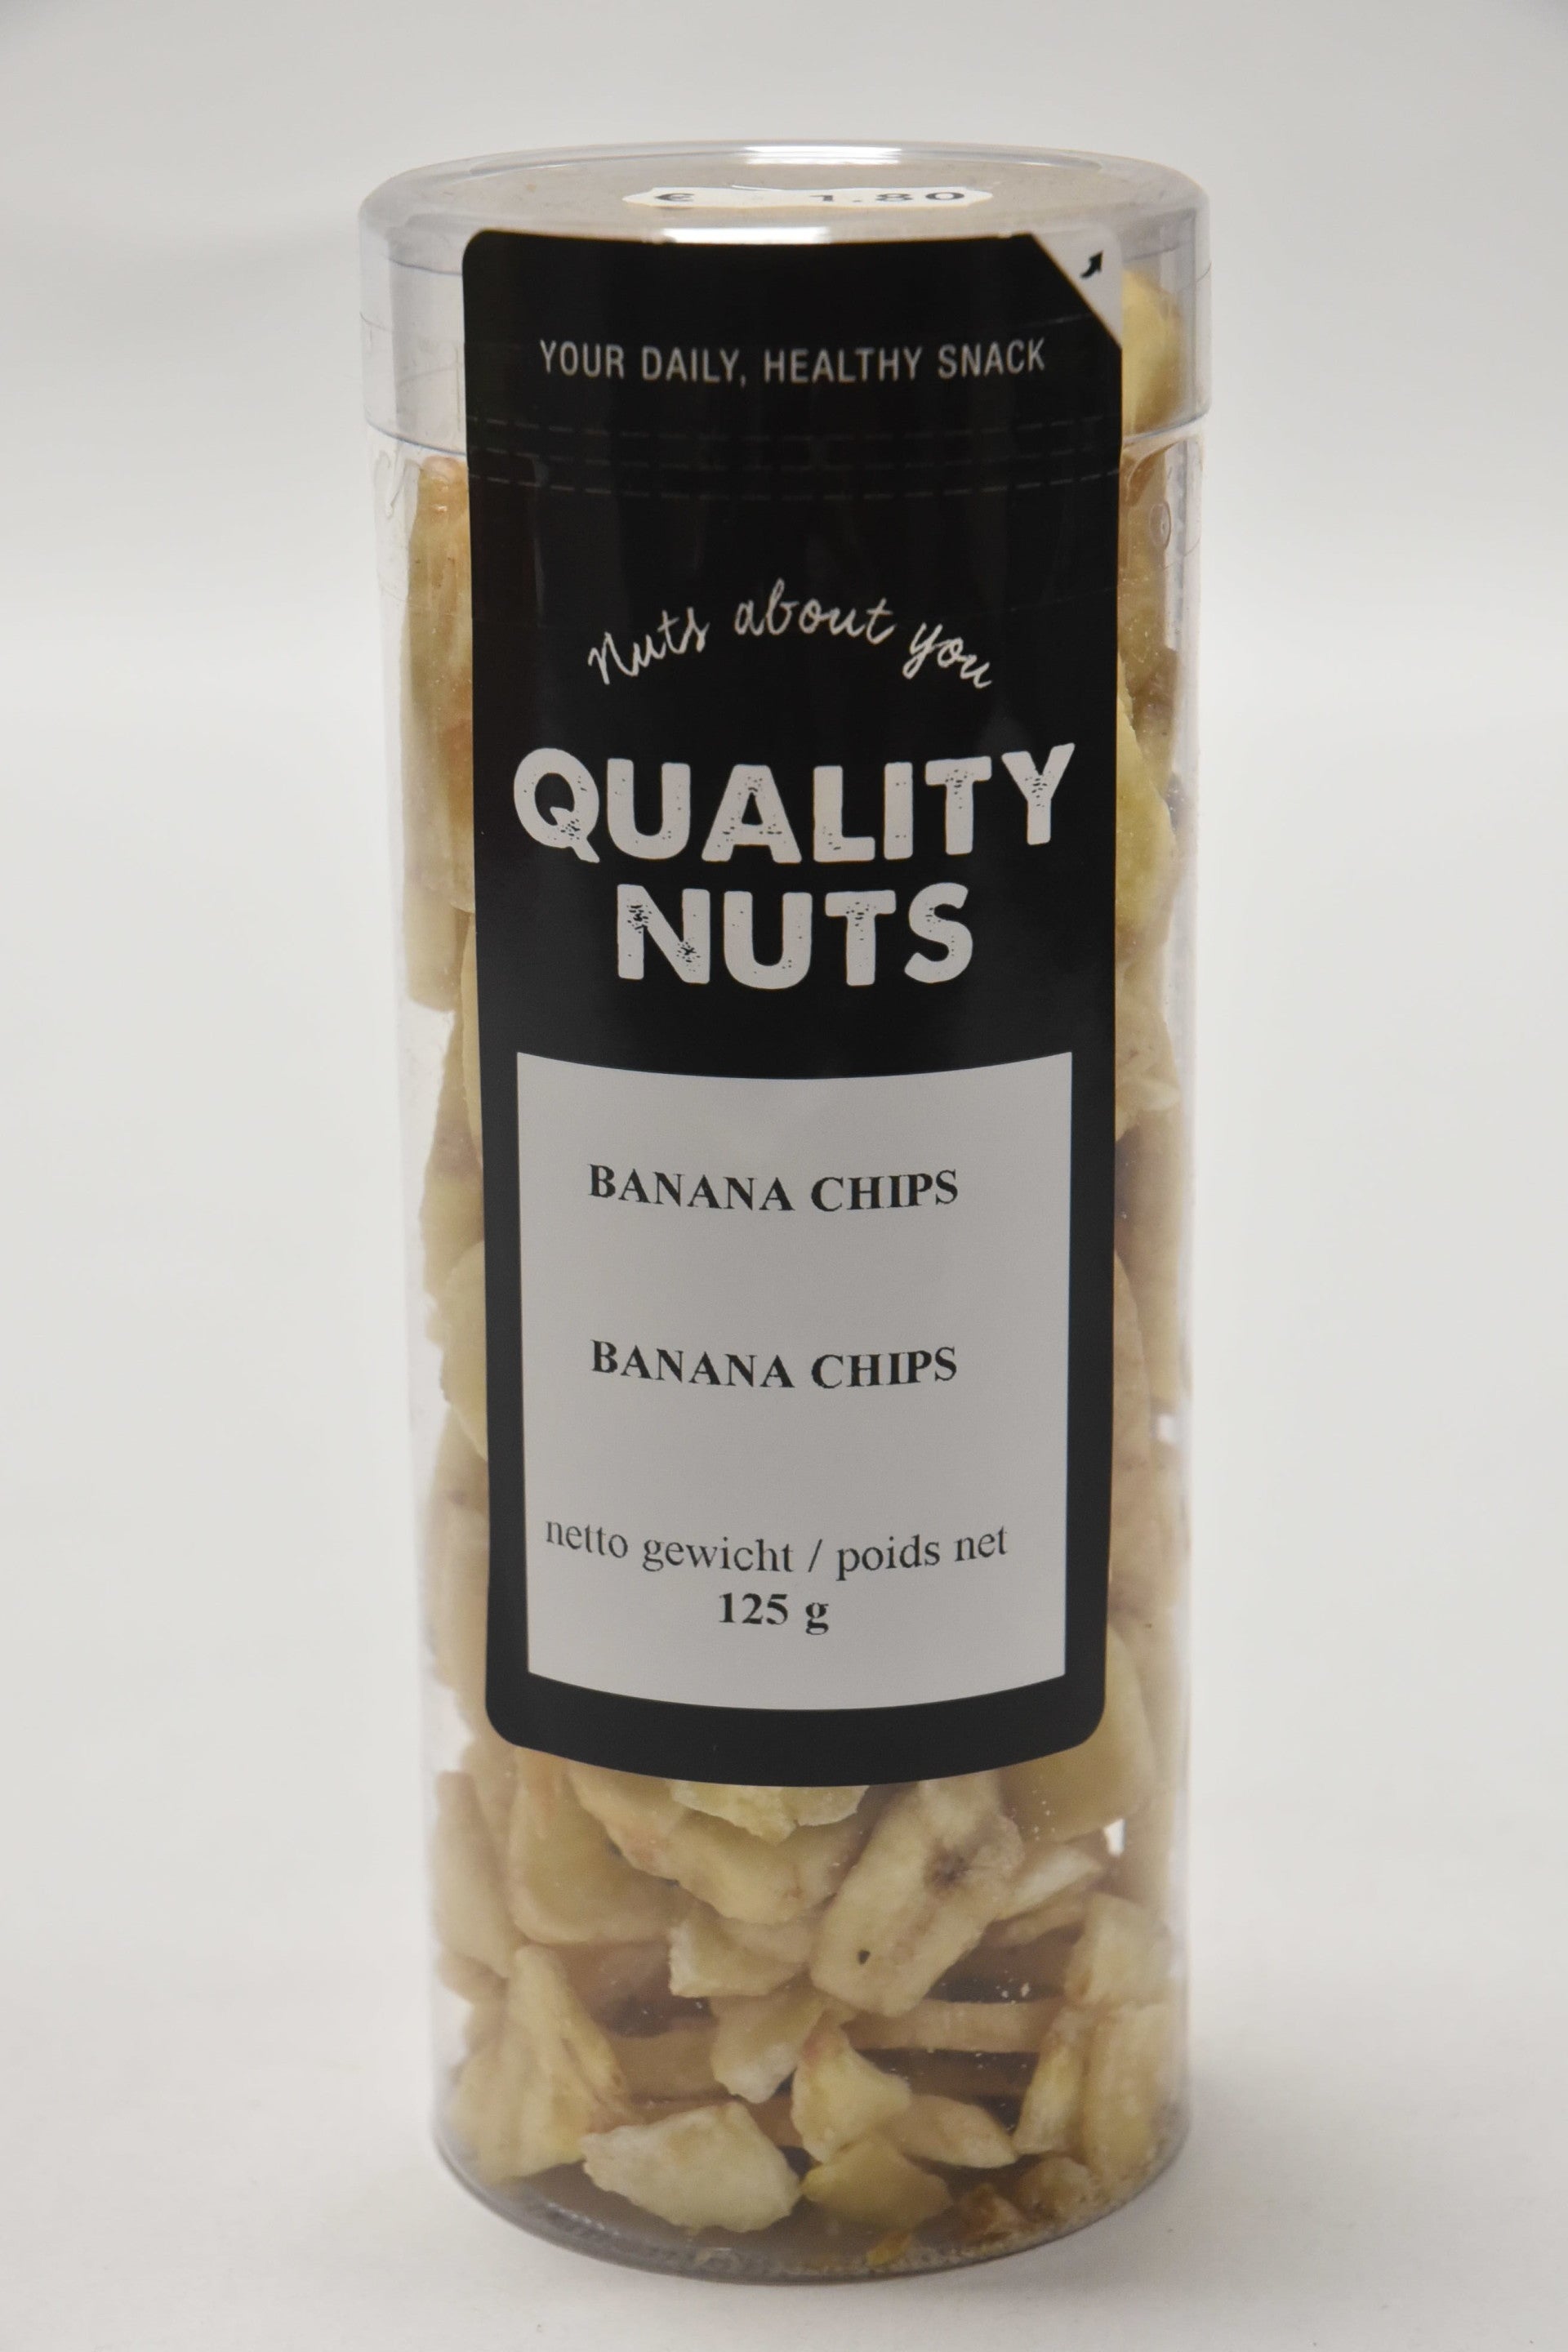 € 1.80
YOUR DAILY, HEALTHY SNACK
Nuts about you
QUALITY
NUTS
BANANA CHIPS
BANANA CHIPS
netto gewicht / poids net
125 g